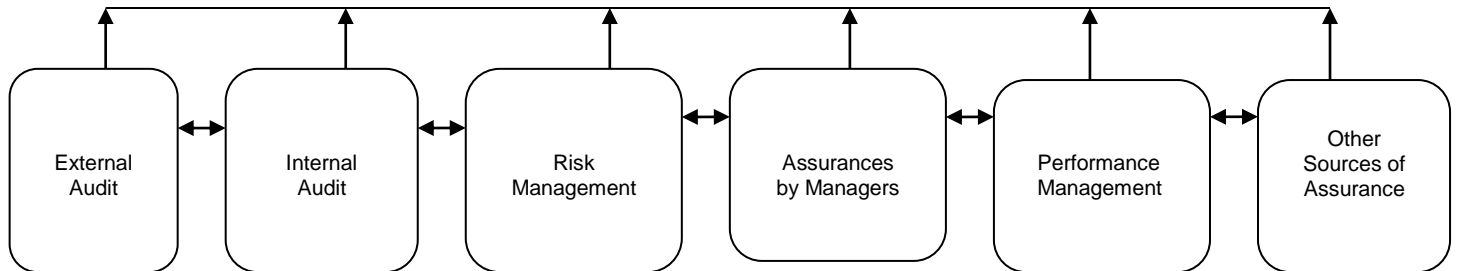 External
Audit
Internal
Audit
Risk
Management
Assurances
by Managers
Performance
Management
Other
Sources of
Assurance